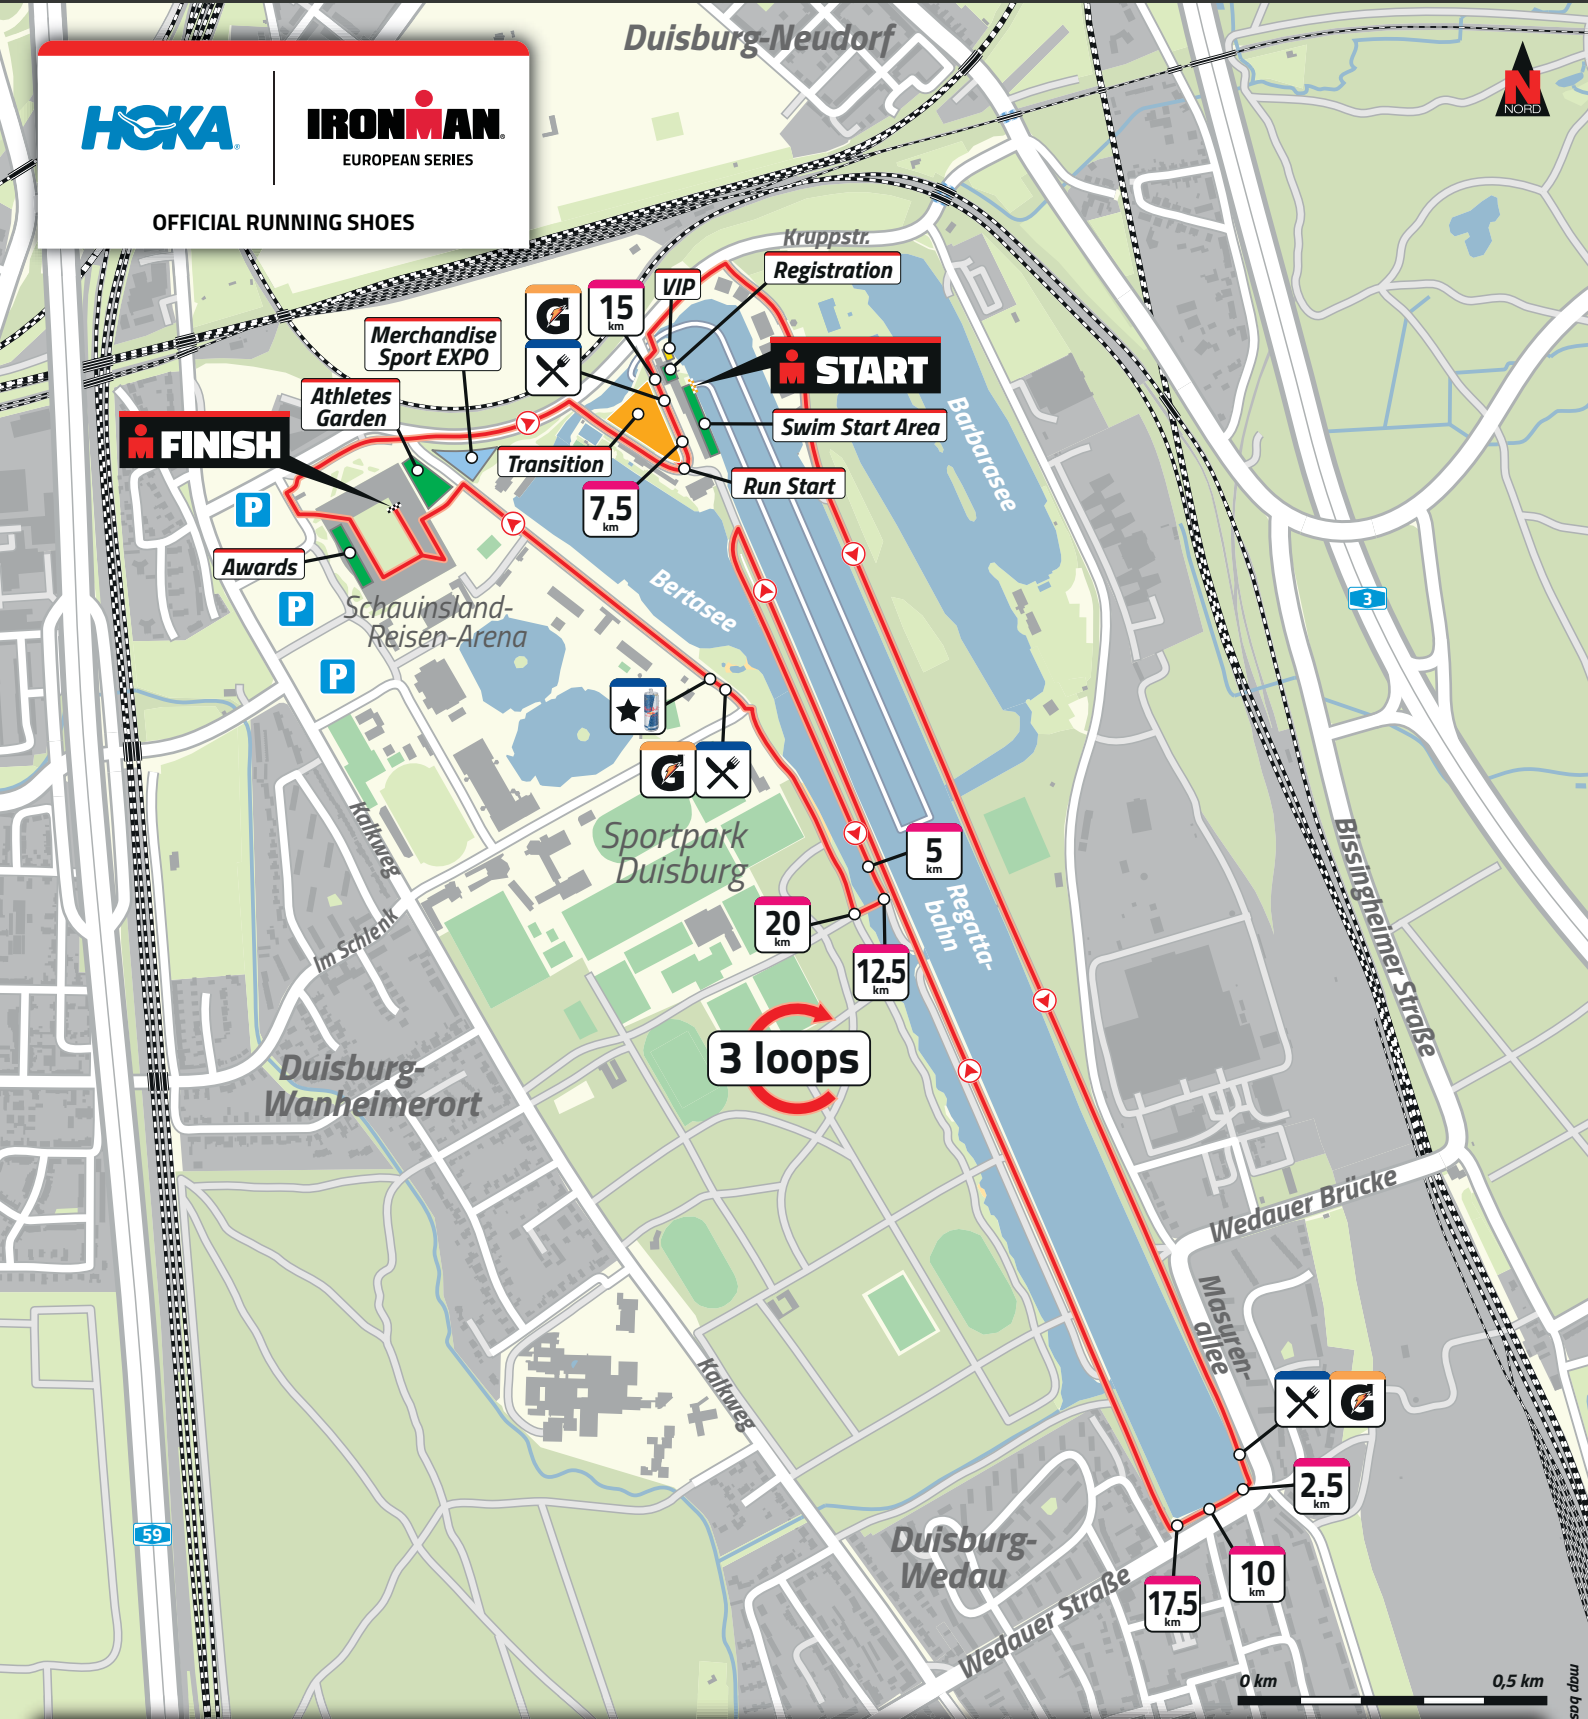 Duisburg-Neudorf
HOKA
IRONMAN
EUROPEAN SERIES
OFFICIAL RUNNING SHOES
N
NORD
Kruppstr.
VIP
Registration
15
km
G
Merchandise
Sport EXPO
START
Athletes
Garden
FINISH
Swim Start Area
Barbarasee
Transition
Run Start
7.5
km
P
Awards
P
P
Schauinsland-
Reisen-Arena
Bertasee
3
G
Kalkweg
Sportpark
Duisburg
5
km
Regatta-
bahn
20
km
12.5
km
Im Schlenk
Bissingheimer Straße
3 loops
Duisburg-
Wanheimerort
Wedauer Brücke
Masuren-
allee
Kalkweg
G
2.5
km
59
Duisburg-
Wedau
10
km
17.5
km
Wedauer Straße
0 km
0,5 km
map bas